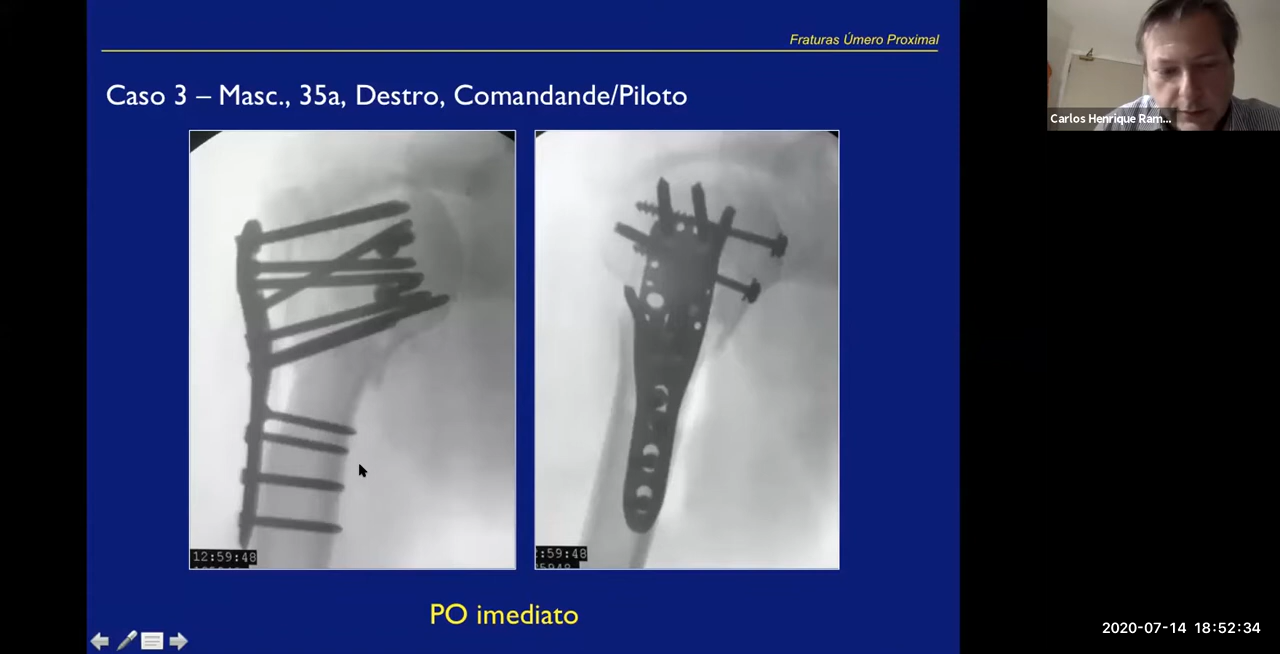 Fraturas Úmero Proximal
Caso 3 – Masc., 35a, Destro, Comandande/Piloto
12:59:48
:59:48
PO imediato
Carlos Henrique Ram...
2020-07-14 18:52:34